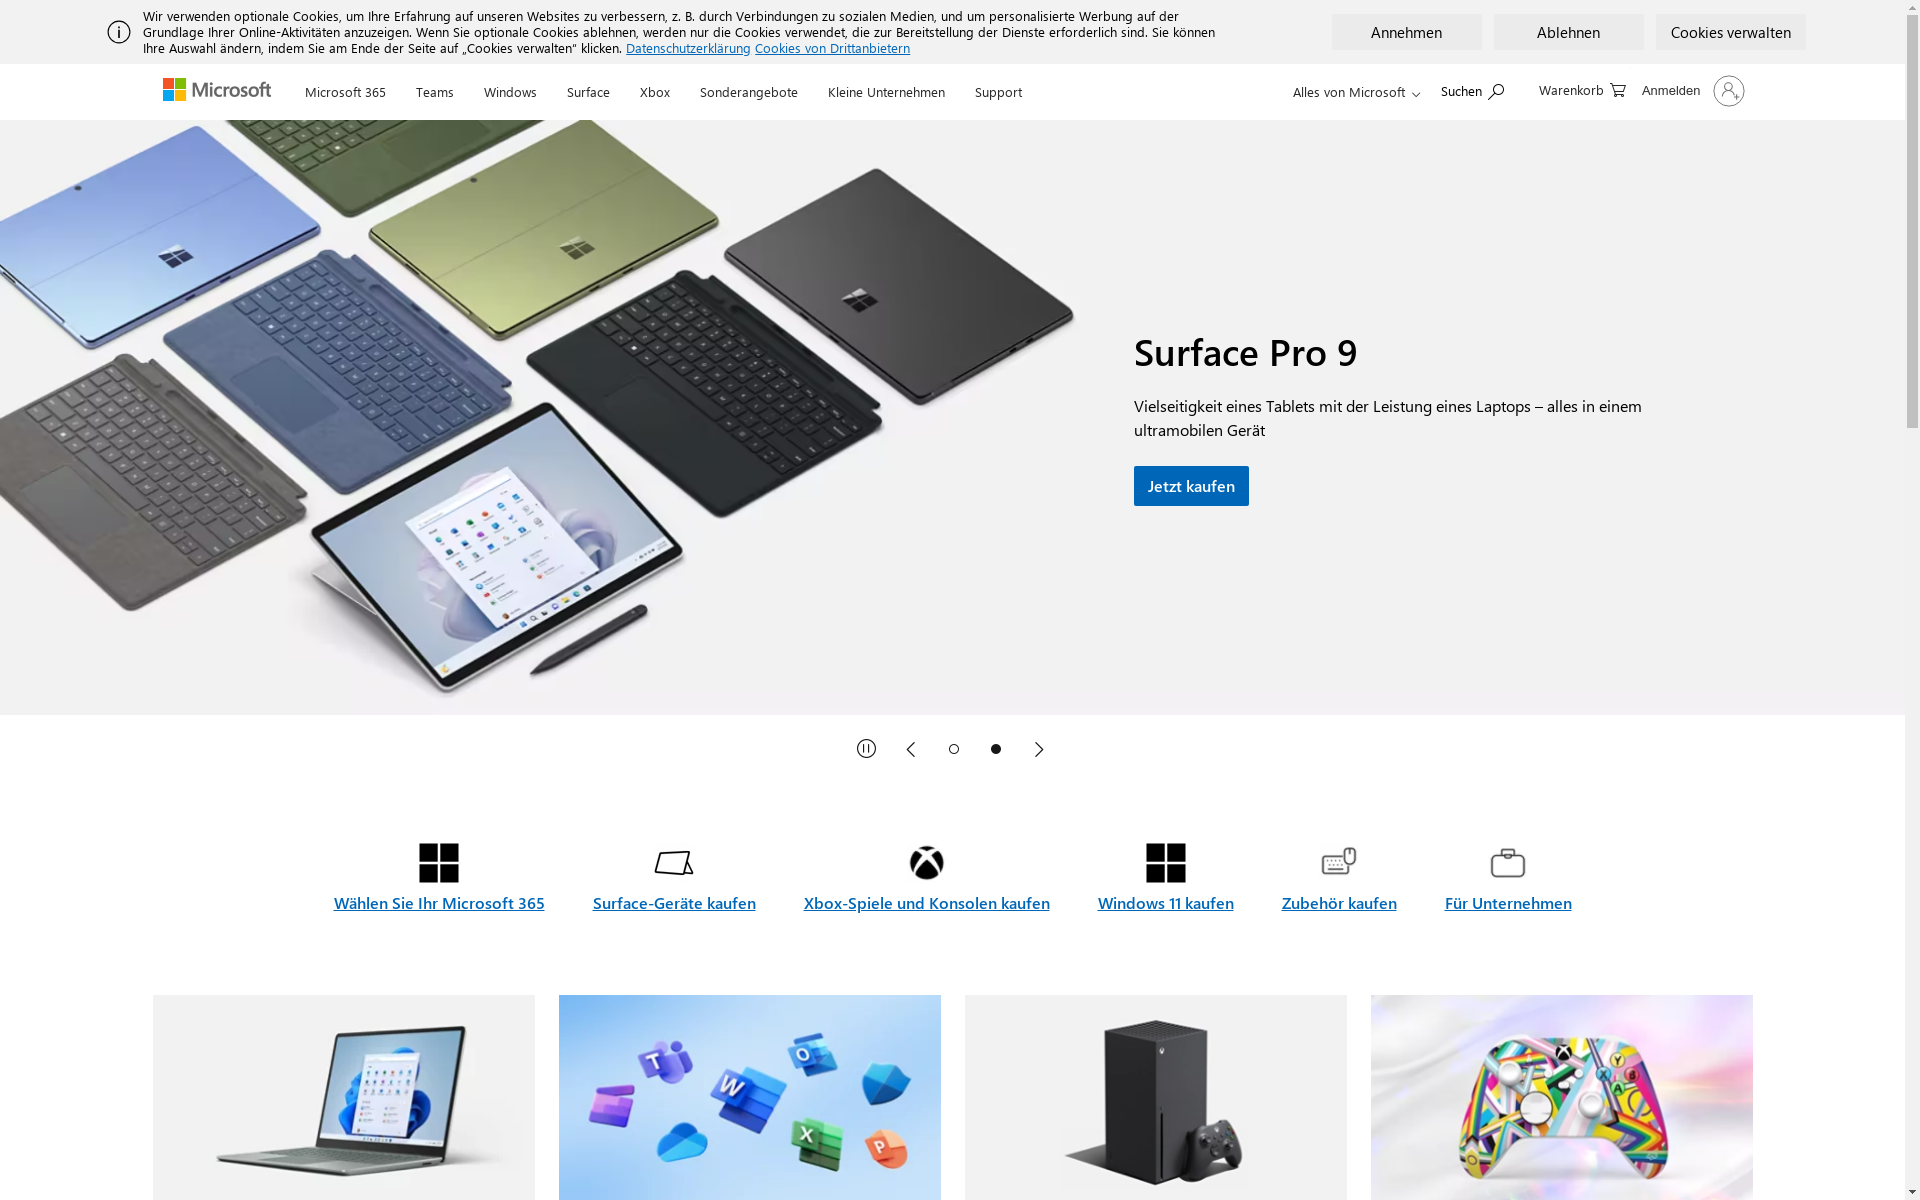 Wir verwenden optionale Cookies, um Ihre Erfahrung auf unseren Websites zu verbessern, z. B. durch Verbindungen zu sozialen Medien, und um personalisierte Werbung auf der
Grundlage Ihrer Online-Aktivitäten anzuzeigen. Wenn Sie optionale Cookies ablehnen, werden nur die Cookies verwendet, die zur Bereitstellung der Dienste erforderlich sind. Sie können
Ihre Auswahl ändern, indem Sie am Ende der Seite auf „Cookies verwalten“ klicken. Datenschutzerklärung Cookies von Drittanbietern
Annehmen
Ablehnen
Cookies verwalten
Microsoft
Microsoft 365
Teams
Windows
Surface
Xbox
Sonderangebote
Kleine Unternehmen
Support
Alles von Microsoft
Suchen
Warenkorb
Anmelden
Surface Pro 9
Vielseitigkeit eines Tablets mit der Leistung eines Laptops – alles in einem
ultramobilen Gerät
Jetzt kaufen
Wählen Sie Ihr Microsoft 365
Surface-Geräte kaufen
Xbox-Spiele und Konsolen kaufen
Windows 11 kaufen
Zubehör kaufen
Für Unternehmen
T
W
O
X
P
Y
X
B
A